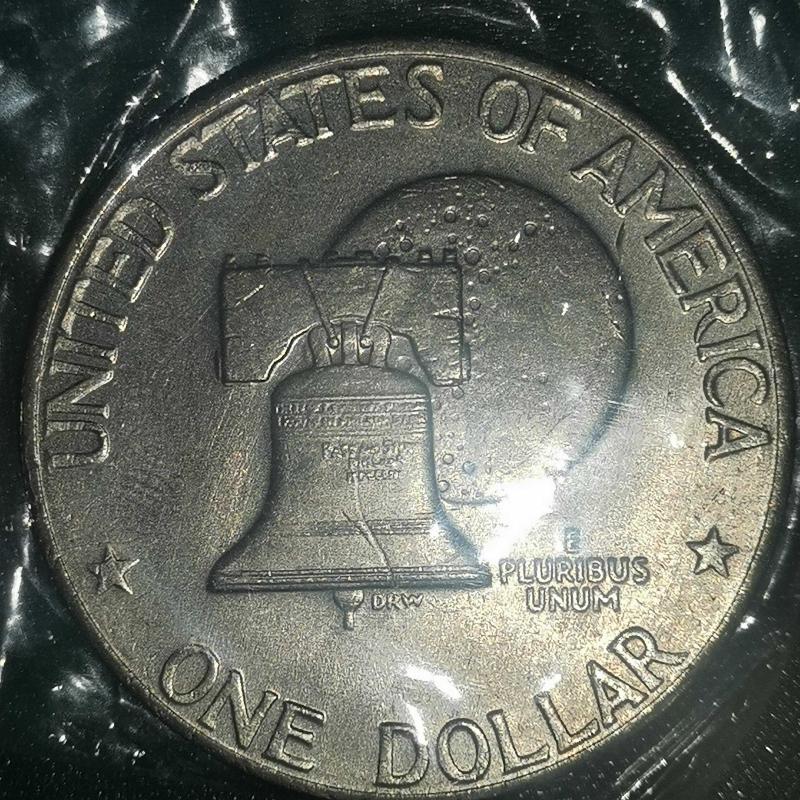 UNITED STATES OF AMERICA
E
PLURIBUS
UNUM
DRW
ONE DOLLAR